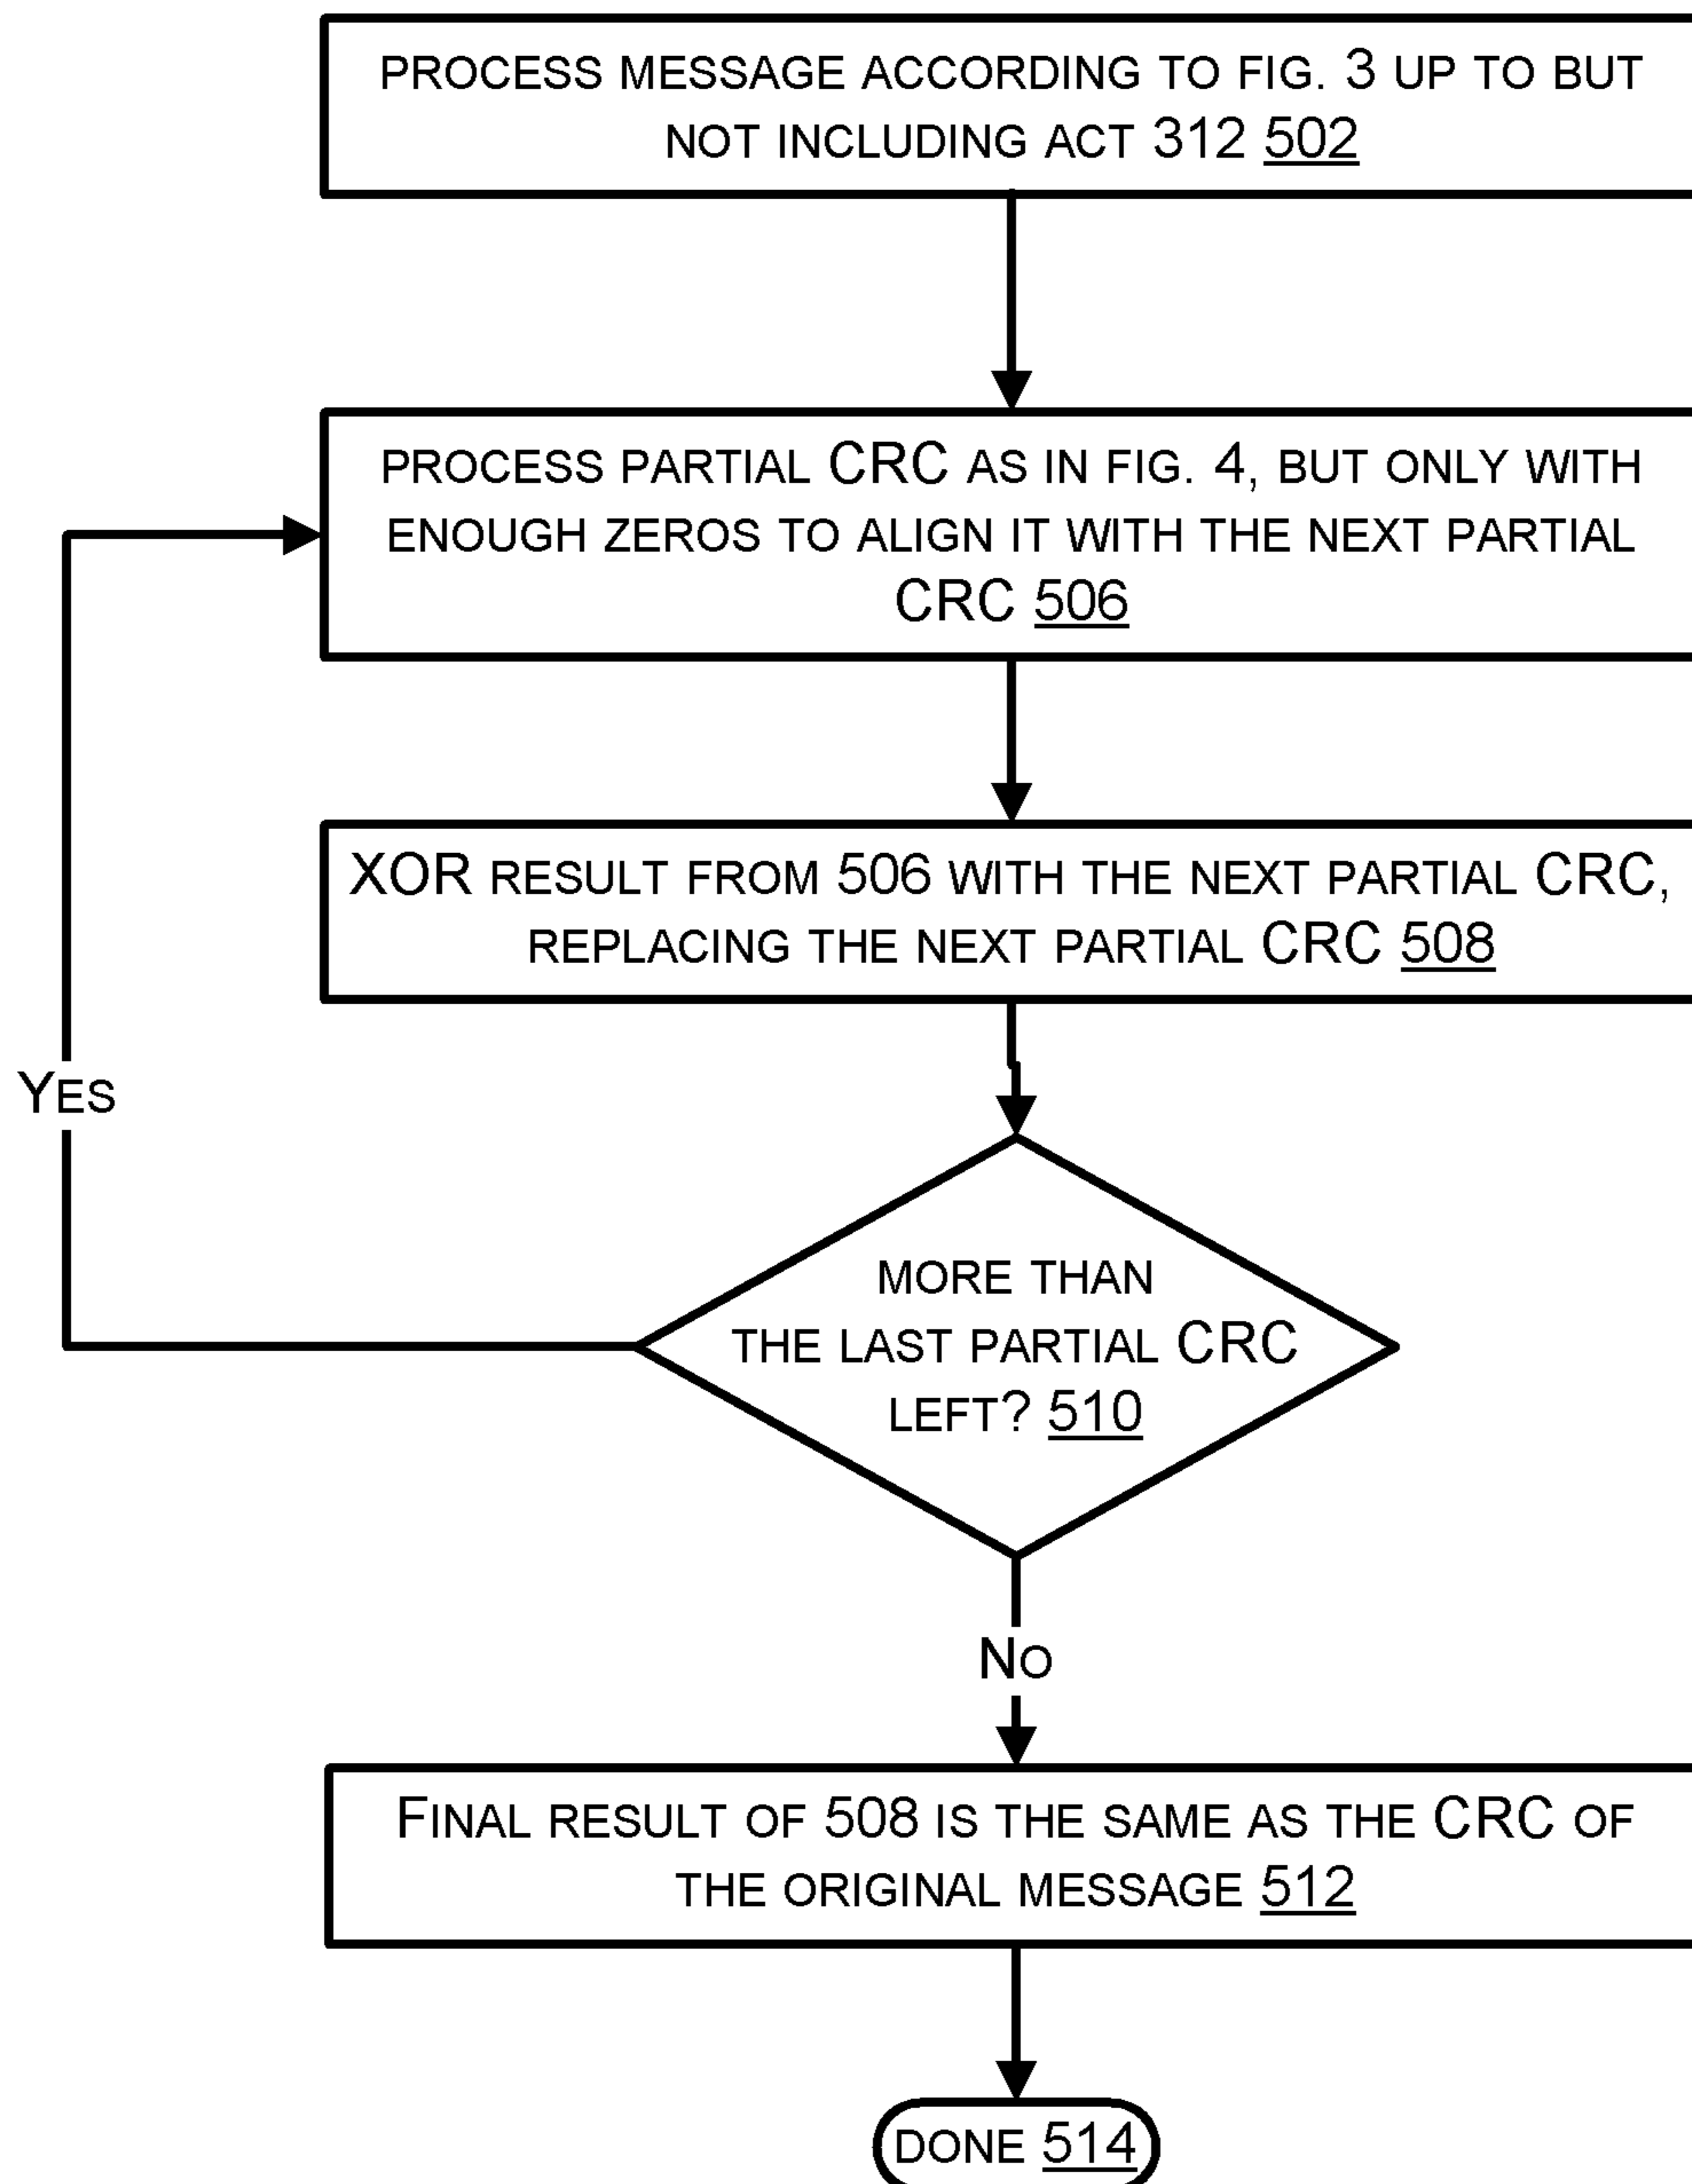 PROCESS MESSAGE ACCORDING TO FIG. 3 UP TO BUT
NOT INCLUDING ACT 312 502
PROCESS PARTIAL CRC AS IN FIG. 4, BUT ONLY WITH
ENOUGH ZEROS TO ALIGN IT WITH THE NEXT PARTIAL
CRC 506
XOR RESULT FROM 506 WITH THE NEXT PARTIAL CRC,
REPLACING THE NEXT PARTIAL CRC 508
YES
MORE THAN
THE LAST PARTIAL CRC
LEFT? 510
NO
FINAL RESULT OF 508 IS THE SAME AS THE CRC OF
THE ORIGINAL MESSAGE 512
DONE 514